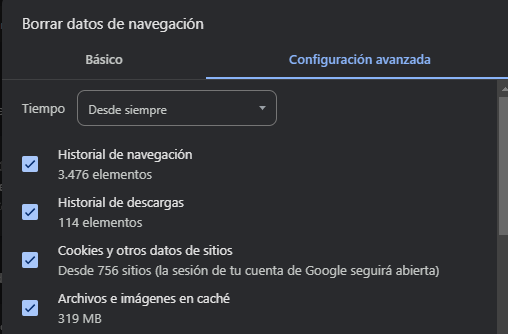 Borrar datos de navegación
Básico
Configuración avanzada
Tiempo
Desde siempre
Historial de navegación
3.476 elementos
Historial de descargas
114 elementos
Cookies y otros datos de sitios
Desde 756 sitios (la sesión de tu cuenta de Google seguirá abierta)
Archivos e imágenes en caché
319 MB